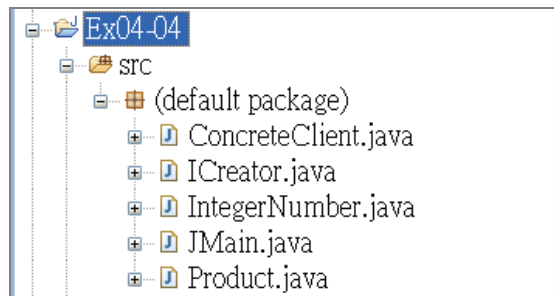 Ex04-04
src
(default package)
ConcreteClient.java
ICreator.java
IntegerNumber.java
JMain.java
Product.java